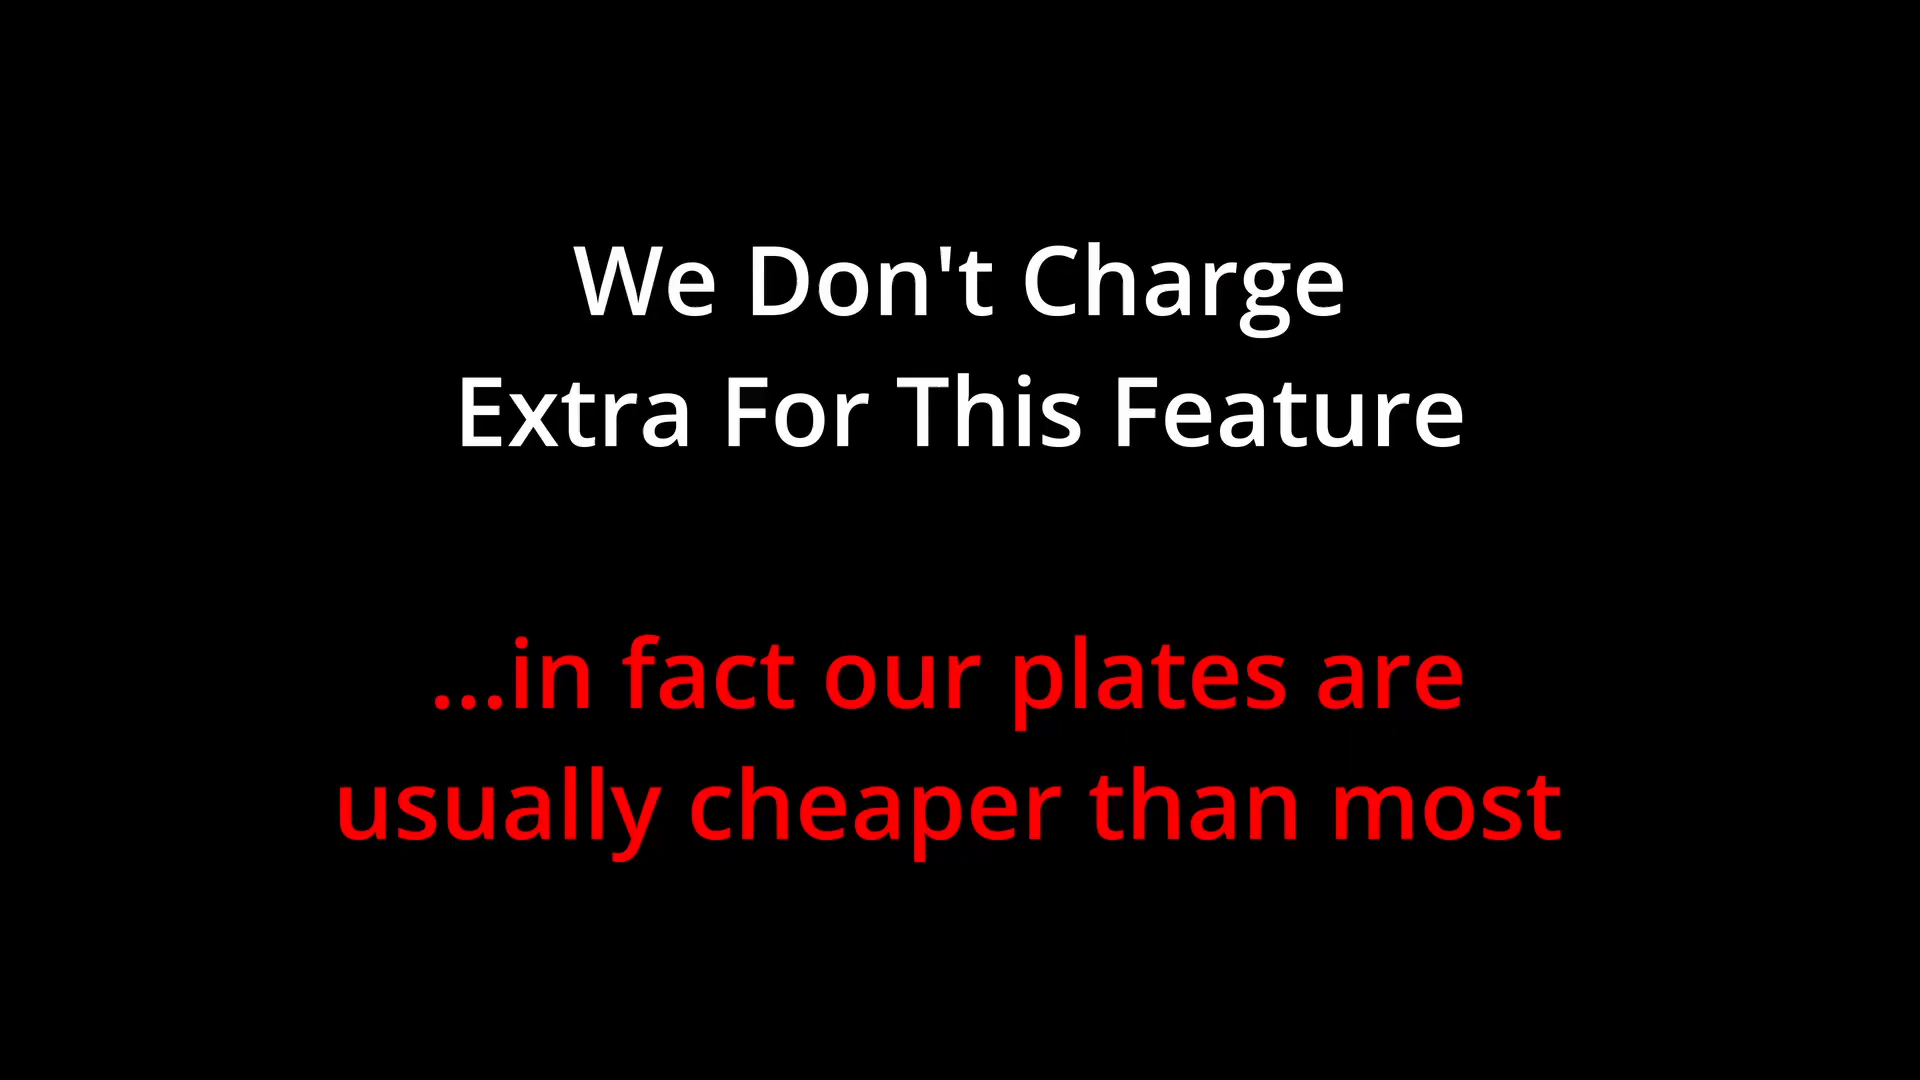 We Don't Charge
Extra For This Feature
...in fact our plates are
usually cheaper than most